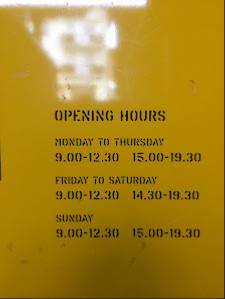 OPENING HOURS
MONDAY TO THURSDAY
9.00-12.30 15.00-19.30
FRIDAY TO SATURDAY
9.00-12.30 14.30-19.30
SUNDAY
9.00-12.30 15.00-19.30